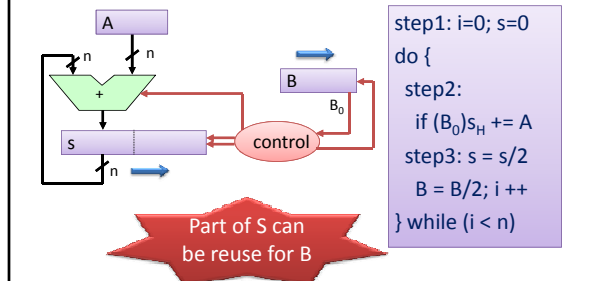 A
n
n
+
s
n
B
B₀
control
Part of S can
be reuse for B
step1: i=0; s=0
do {
step2:
if (B₀)s_H += A
step3: s = s/2
B = B/2; i ++
} while (i < n)